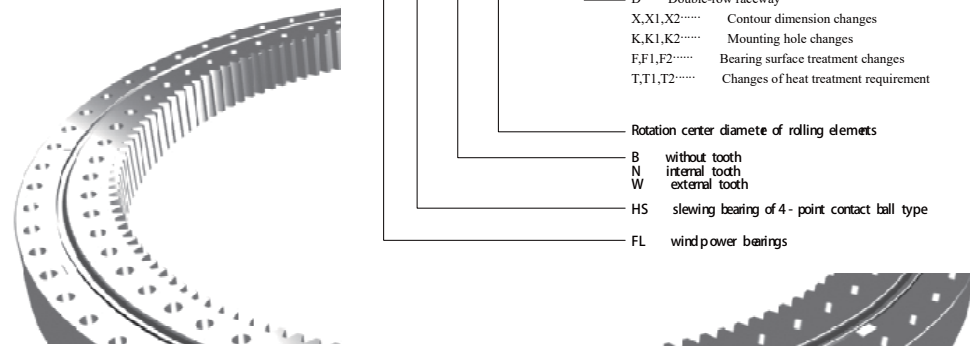 D Double-row raceway
X,X1,X2······ Contour dimension changes
K,K1,K2······ Mounting hole changes
F,F1,F2······ Bearing surface treatment changes
T,T1,T2······ Changes of heat treatment requirement
Rotation center diamete of rolling elements
B without tooth
N internal tooth
W external tooth
HS slewing bearing of 4 - point contact ball type
FL wind power bearings